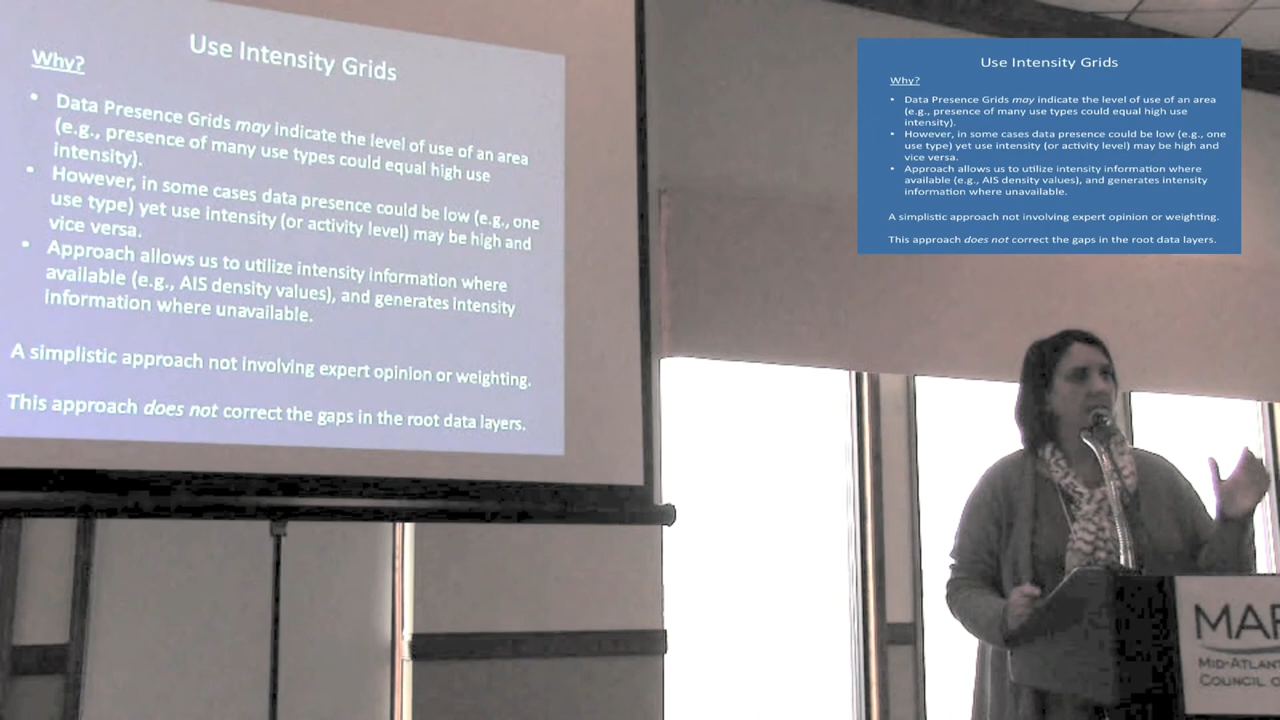 Use Intensity Grids
Why?
• Data Presence Grids may indicate the level of use of an area
(e.g., presence of many use types could equal high use
intensity).
• However, in some cases data presence could be low (e.g., one
use type) yet use intensity (or activity level) may be high and
vice versa.
• Approach allows us to utilize intensity information where
available (e.g., AIS density values), and generates intensity
information where unavailable.
A simplistic approach not involving expert opinion or weighting.
This approach does not correct the gaps in the root data layers.
Use Intensity Grids
Why?
• Data Presence Grids may indicate the level of use of an area
(e.g., presence of many use types could equal high use
intensity).
• However, in some cases data presence could be low (e.g., one
use type) yet use intensity (or activity level) may be high and
vice versa.
• Approach allows us to utilize intensity information where
available (e.g., AIS density values), and generates intensity
information where unavailable.
A simplistic approach not involving expert opinion or weighting.
This approach does not correct the gaps in the root data layers.
MAR
MID-ATLANT
COUNCIL O